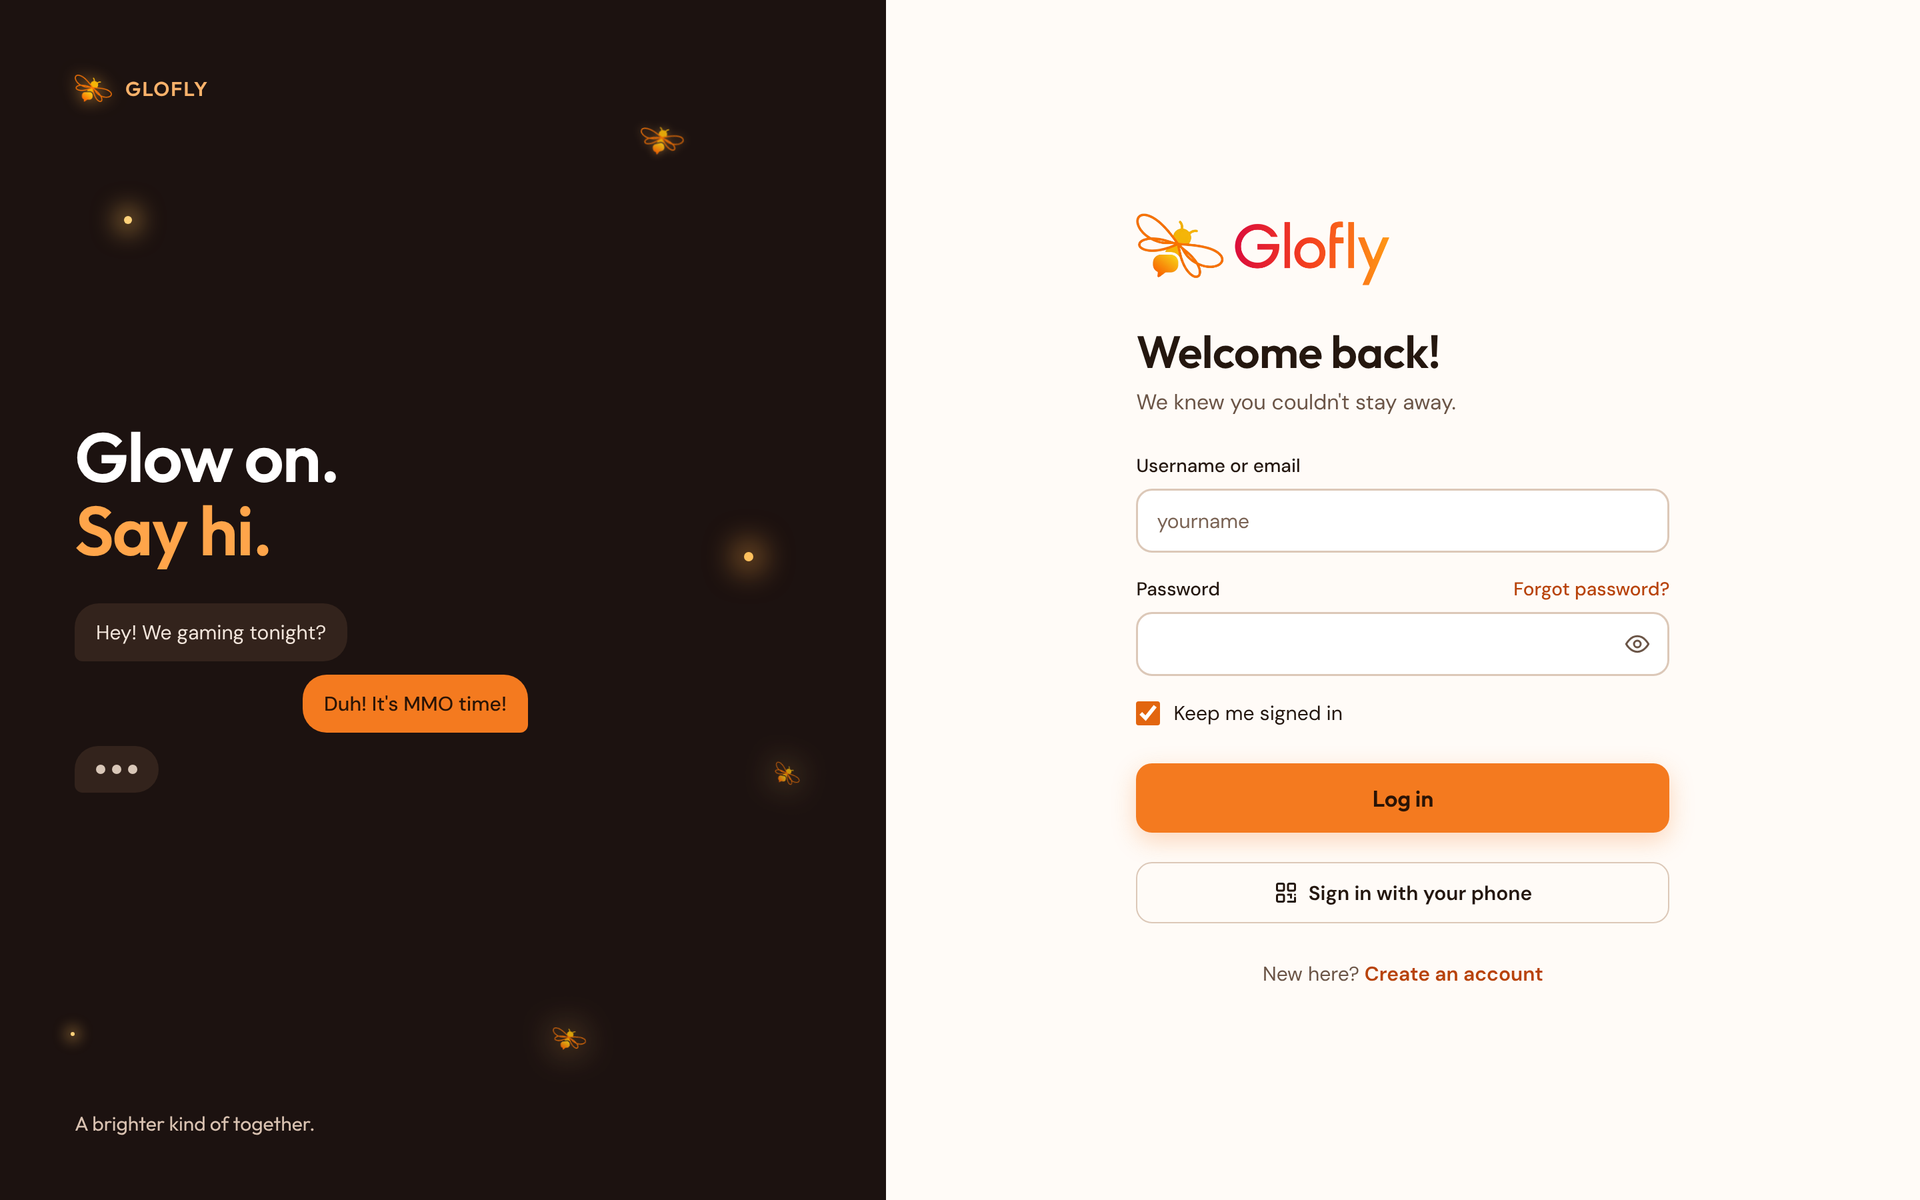 GLOFLY
Glow on.
Say hi.
Hey! We gaming tonight?
Duh! It's MMO time!
A brighter kind of together.
Glofly
Welcome back!
We knew you couldn't stay away.
Username or email
yourname
Password
Forgot password?
Keep me signed in
Log in
Sign in with your phone
New here? Create an account